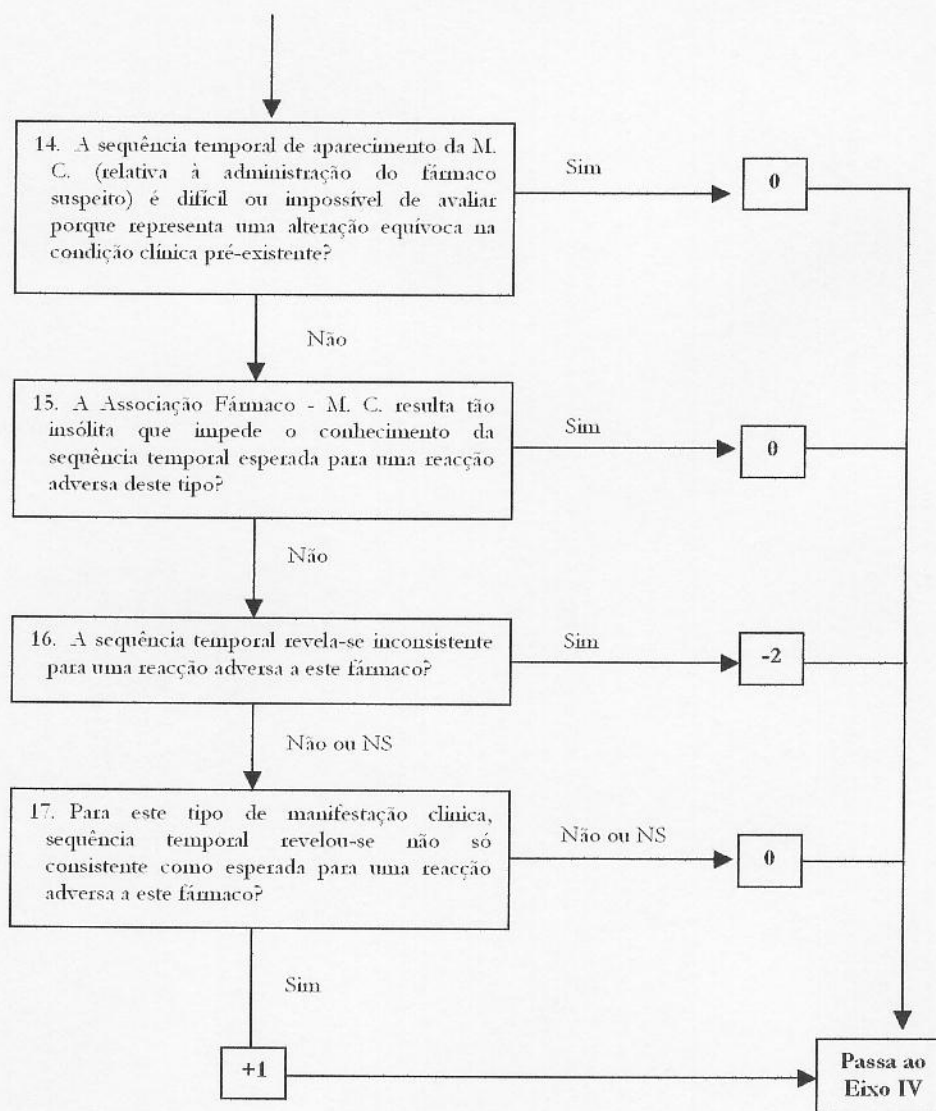 14. A sequência temporal de aparecimento da M.
C. (relativa à administração do fármaco
suspeito) é difícil ou impossível de avaliar
porque representa uma alteração equívoca na
condição clínica pré-existente?
Sim
0
Não
15. A Associação Fármaco - M. C. resulta tão
insólita que impede o conhecimento da
sequência temporal esperada para uma reacção
adversa deste tipo?
Sim
0
Não
16. A sequência temporal revela-se inconsistente
para uma reacção adversa a este fármaco?
Sim
-2
Não ou NS
17. Para este tipo de manifestação clinica,
sequência temporal revelou-se não só
consistente como esperada para uma reacção
adversa a este fármaco?
Não ou NS
0
Sim
+1
Passa ao
Eixo IV